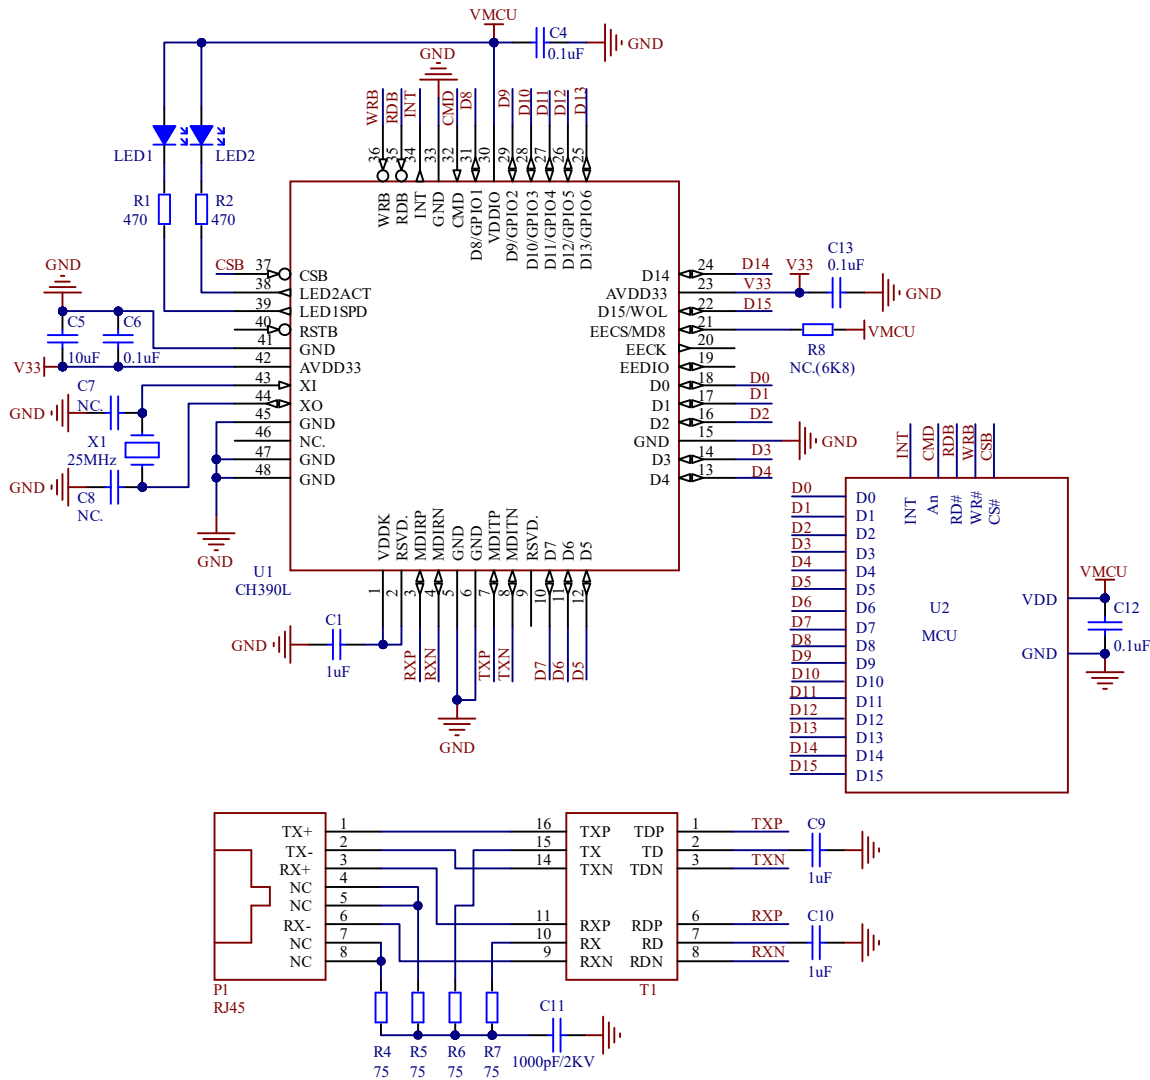 VMCU
C4
0.1uF
GND
GND
WRB
RDB
INT
CMD
D8
D9
D10
D11
D12
D13
36
35
34
33
32
31
30
29
28
27
26
25
LED1
LED2
R1
470
R2
470
WRB
RDB
INT
GND
CMD
D8/GPIO1
VDDIO
D9/GPIO2
D10/GPIO3
D11/GPIO4
D12/GPIO5
D13/GPIO6
GND
C5
10uF
C6
0.1uF
V33
CSB
37
CSB
38
LED2ACT
39
LED1SPD
40
RSTB
41
GND
42
AVDD33
43
XI
44
XO
45
GND
46
NC.
47
GND
48
GND
C7
NC.
GND
X1
25MHz
GND
C8
NC.
GND
D14
24
D14
AVDD33
23
V33
D15/WOL
22
D15
EECS/MD8
21
EECK
20
EEDIO
19
D0
18
D0
D1
17
D1
D2
16
D2
GND
15
GND
D3
14
D3
D4
13
D4
V33
C13
0.1uF
GND
VMCU
R8
NC.(6K8)
VDDK
RSVD.
MDIRP
MDIRN
GND
GND
MDITP
MDITN
RSVD.
D7
D6
D5
U1
CH390L
1
2
3
4
5
6
7
8
9
10
11
12
GND
C1
1uF
RXP
RXN
TXP
TXN
D7
D6
D5
GND
INT
CMD
RDB
WRB
CSB
INT
An
RD#
WR#
CS#
D0
D0
D1
D1
D2
D2
D3
D3
D4
D4
D5
D5
D6
D6
D7
D7
D8
D8
D9
D9
D10
D10
D11
D11
D12
D12
D13
D13
D14
D14
D15
D15
U2
MCU
VDD
GND
VMCU
C12
0.1uF
TX+
1
TX-
2
RX+
3
NC
4
NC
5
RX-
6
NC
7
NC
8
P1
RJ45
16
TXP
TDP
1
TXP
15
TX
TD
2
14
TXN
TDN
3
TXN
11
RXP
RDP
6
RXP
10
RX
RD
7
9
RXN
RDN
8
RXN
T1
C9
1uF
C10
1uF
R4
75
R5
75
R6
75
R7
75
C11
1000pF/2KV